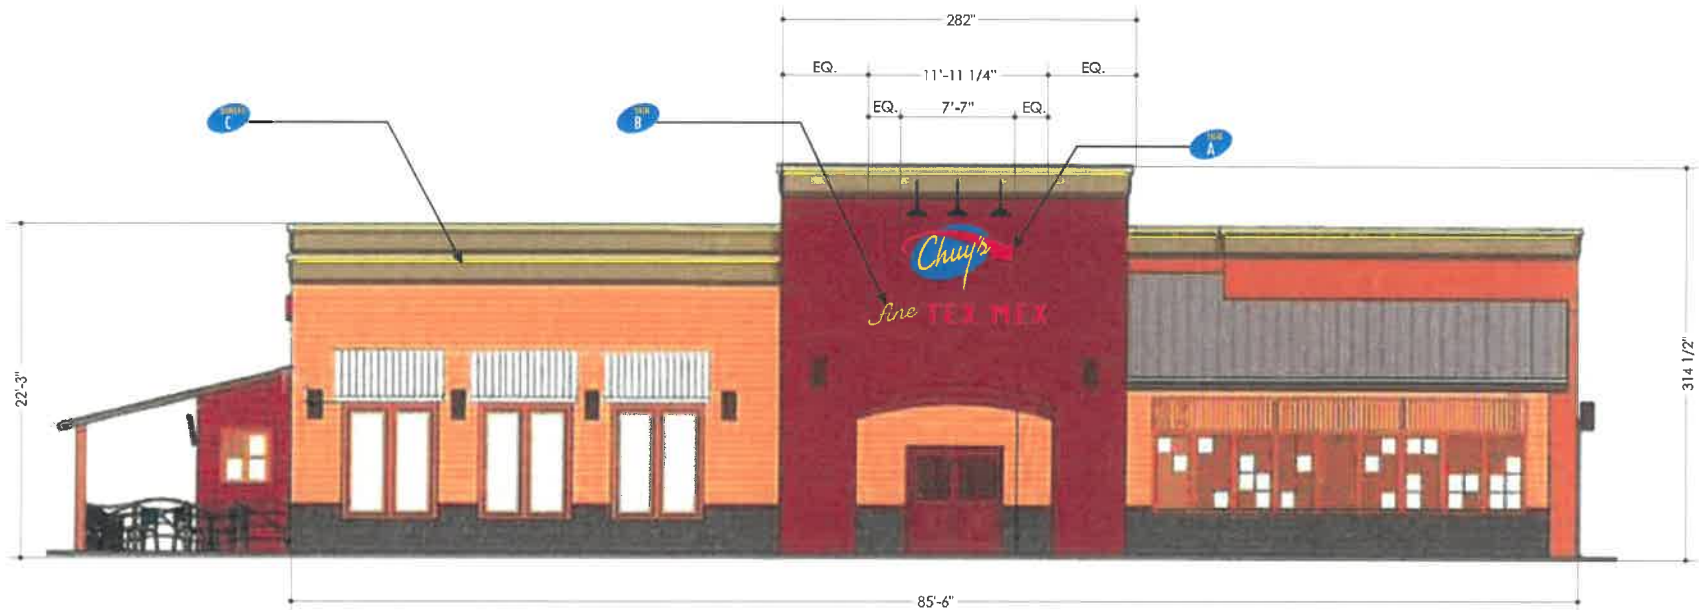 282"
EQ.
11'-11 1/4"
EQ.
EQ.
7'-7"
EQ.
C
B
SIGN
A
Chuy's
fine TEX MEX
22'-3"
314 1/2"
85'-6"